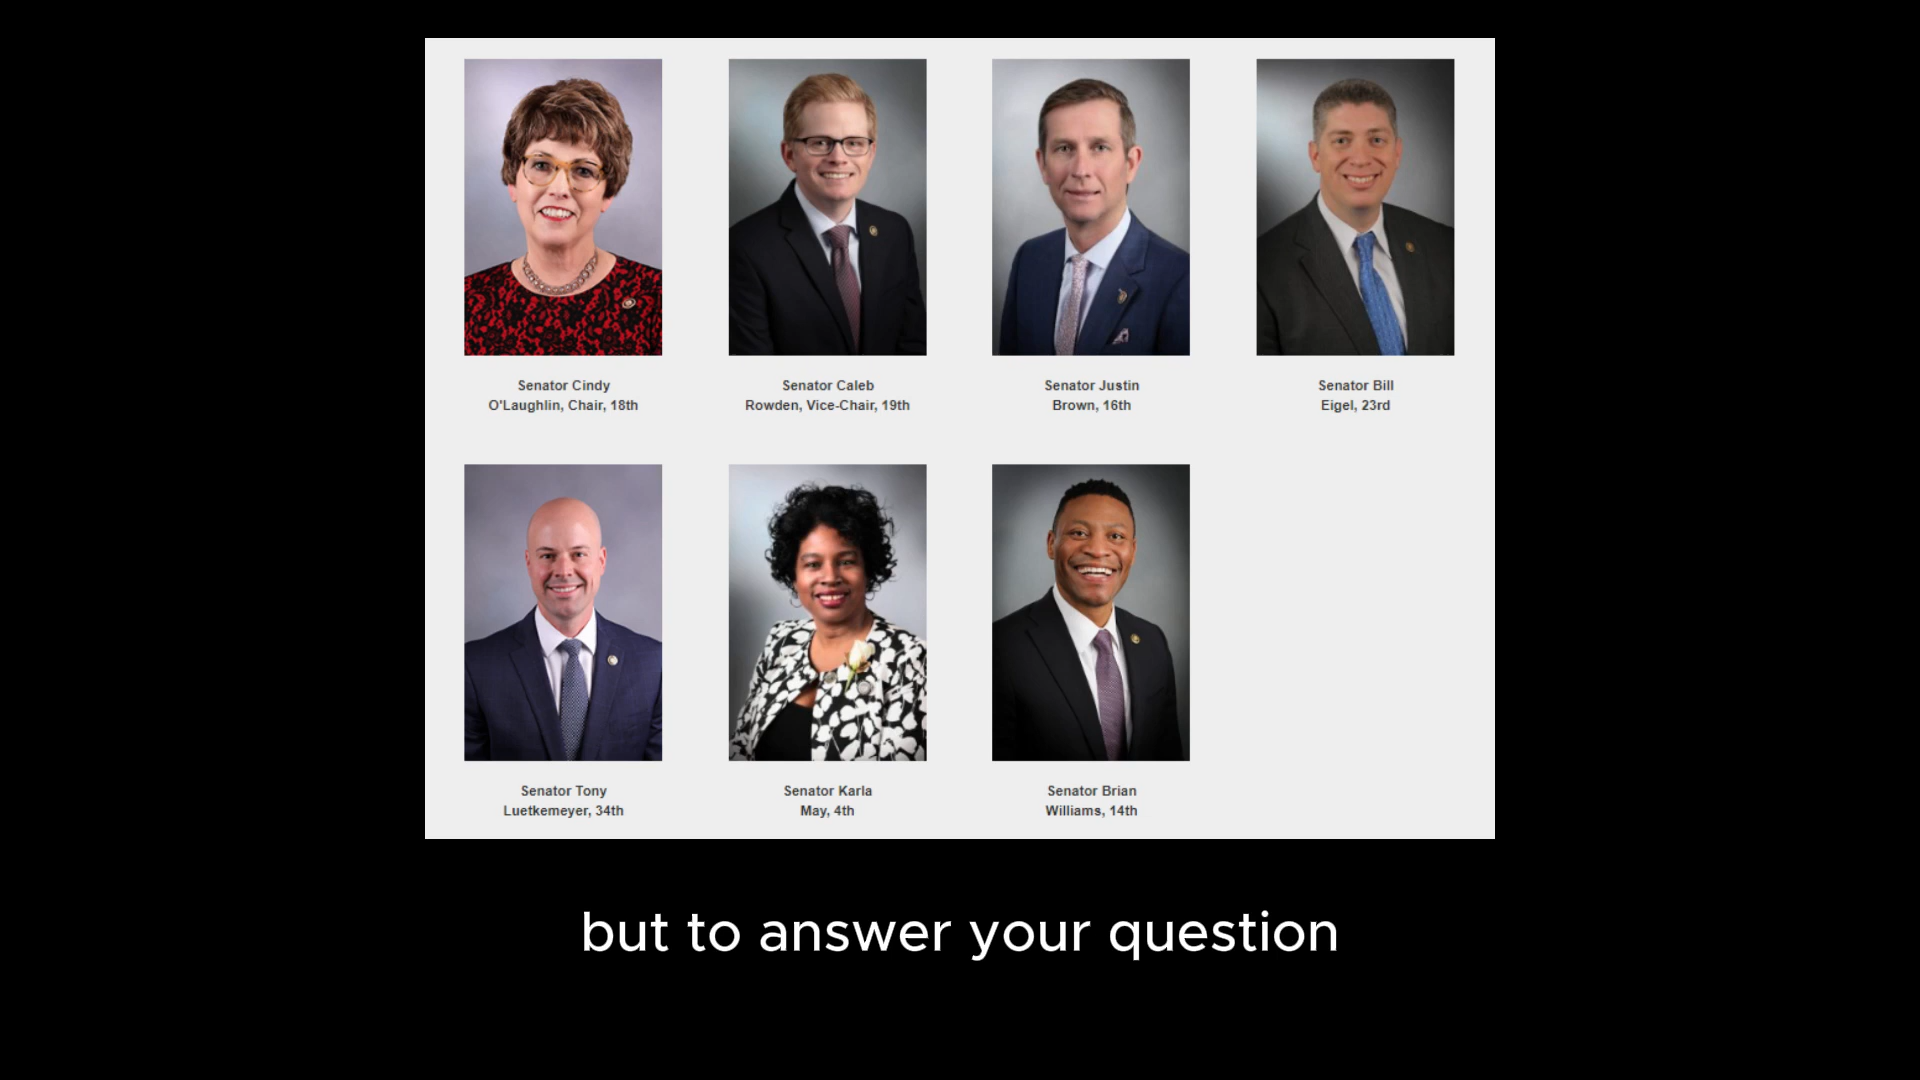 Senator Cindy
O'Laughlin, Chair, 18th
Senator Caleb
Rowden, Vice-Chair, 19th
Senator Justin
Brown, 16th
Senator Bill
Eigel, 23rd
Senator Tony
Luetkemeyer, 34th
Senator Karla
May, 4th
Senator Brian
Williams, 14th
but to answer your question